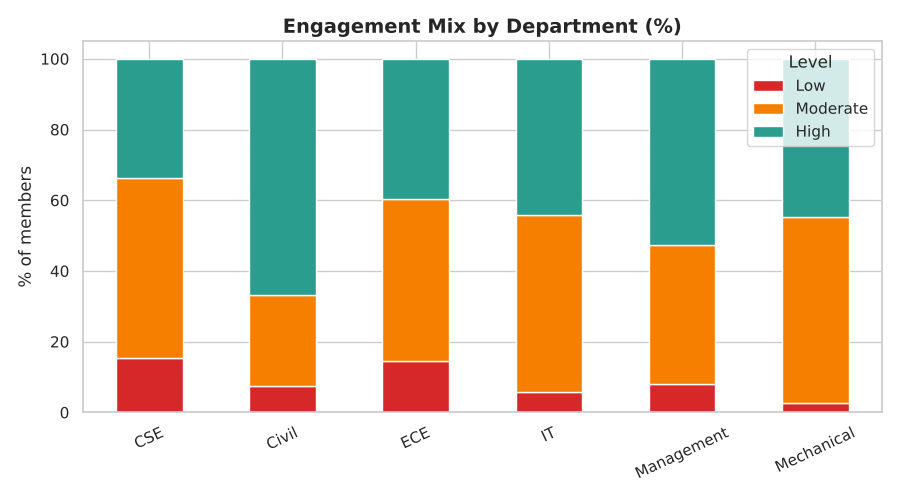 Engagement Mix by Department (%)
Level
Low
Moderate
High
% of members
100
80
60
40
20
0
CSE
Civil
ECE
IT
Management
Mechanical